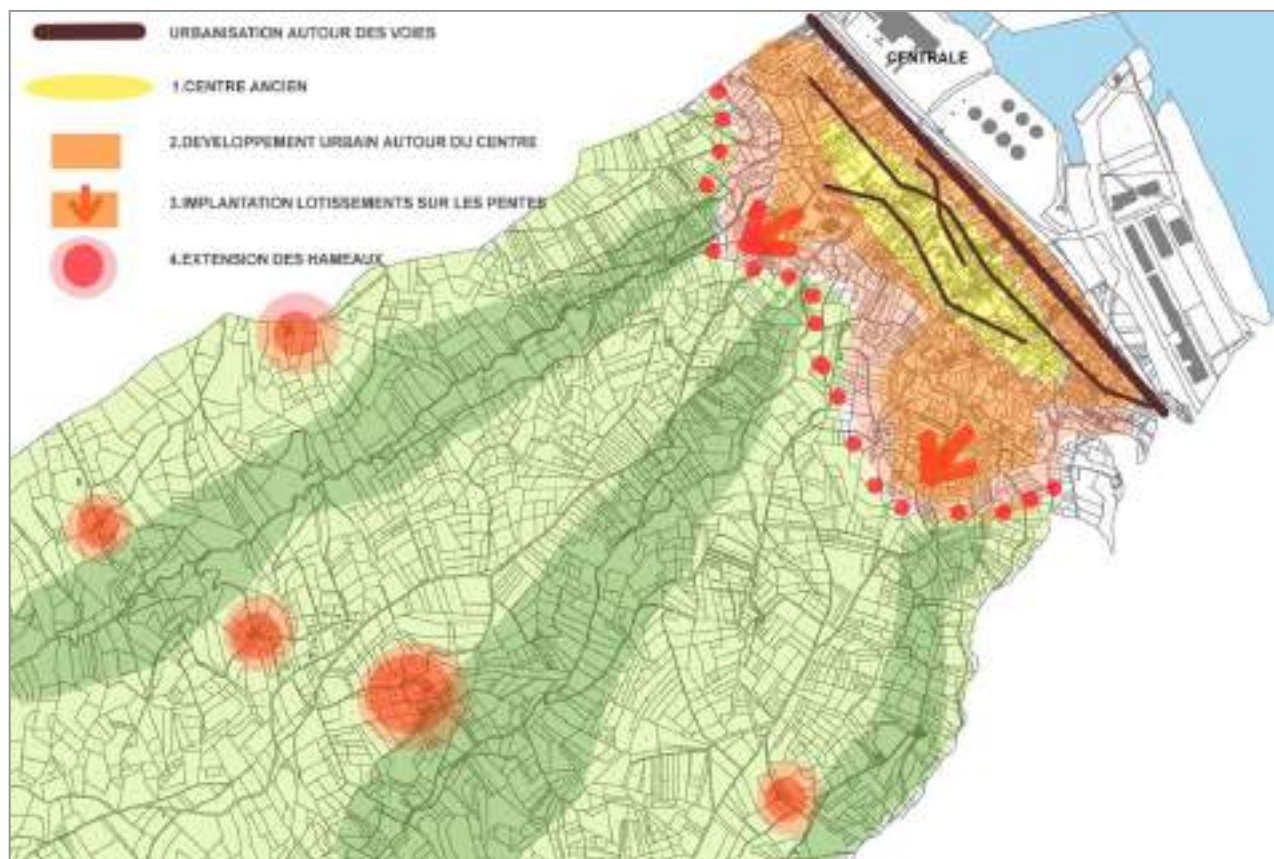 URBANISATION AUTOUR DES VOIES
1.CENTRE ANCIEN
2.DEVELOPPEMENT URBAIN AUTOUR DU CENTRE
3.IMPLANTATION LOTISSEMENTS SUR LES PENTES
4.EXTENSION DES HAMEAUX
CENTRALE